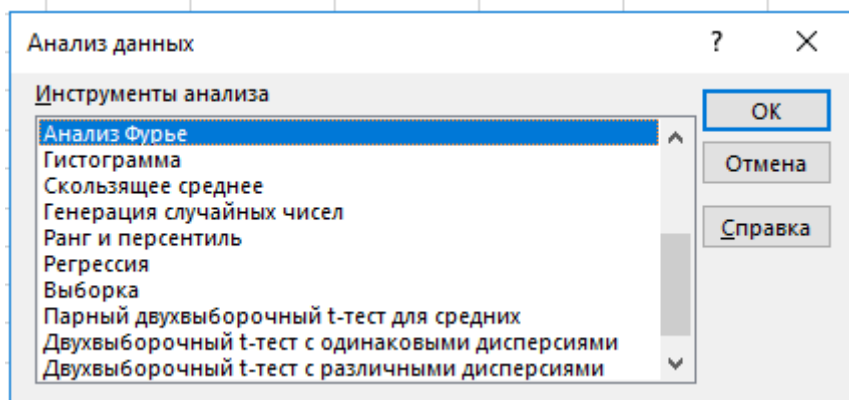 Анализ данных ?
Инструменты анализа
Анализ Фурье
Гистограмма
Скользящее среднее
Генерация случайных чисел
Ранг и персентиль
Регрессия
Выборка
Парный двухвыборочный t-тест для средних
Двухвыборочный t-тест с одинаковыми дисперсиями
Двухвыборочный t-тест с различными дисперсиями
ОК
Отмена
Справка